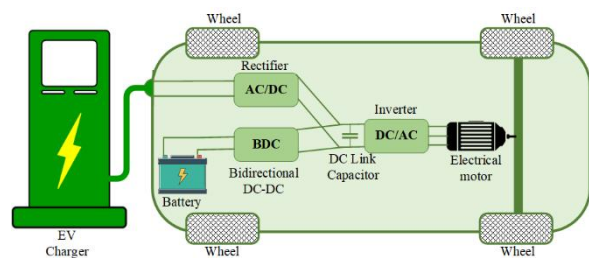 Wheel
Wheel
Rectifier
AC/DC
Inverter
DC/AC
BDC
DC Link
Capacitor
Electrical
motor
Bidirectional
DC-DC
Battery
EV
Charger
Wheel
Wheel